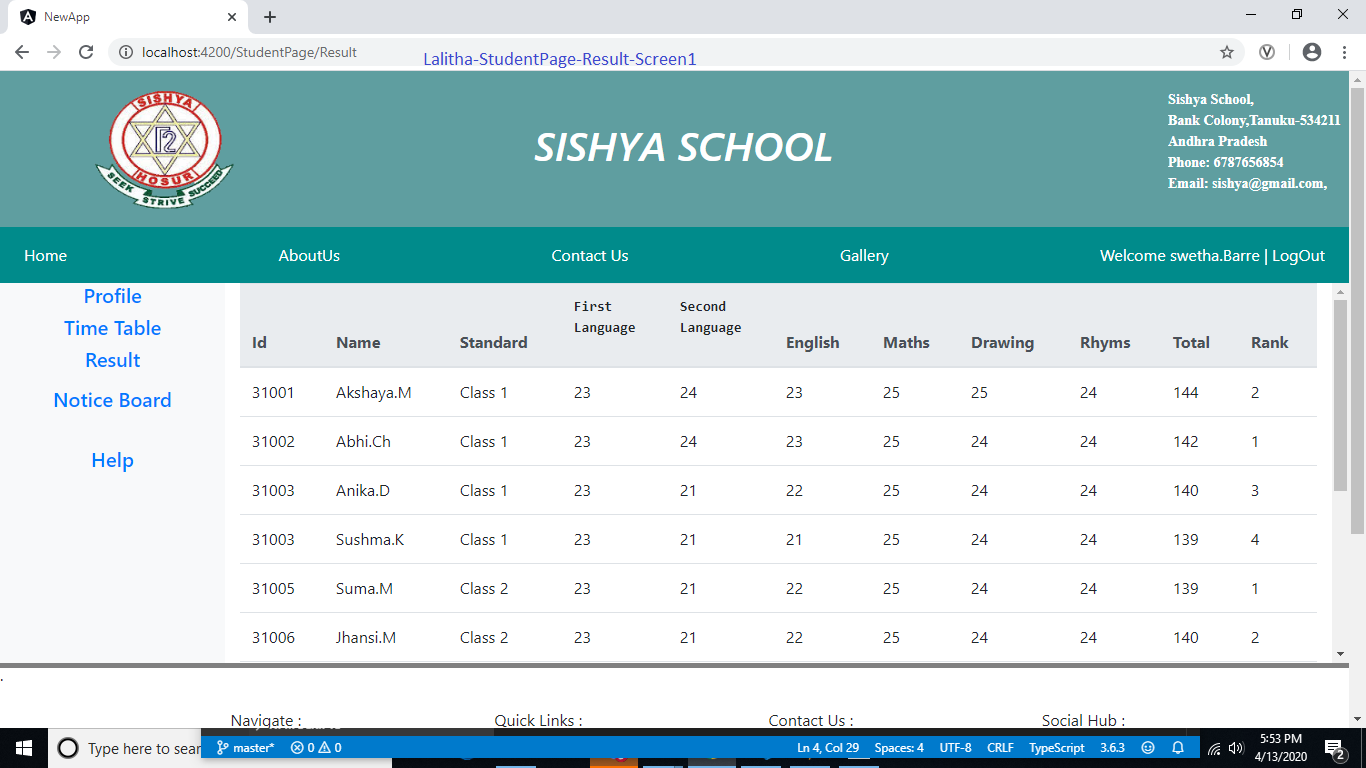 NewApp
localhost:4200/StudentPage/Result
Lalitha-StudentPage-Result-Screen1
SISHYA
HOSUR
SEEK STRIVE SUCCEED
SISHYA SCHOOL
Sishya School,
Bank Colony,Tanuku-534211
Andhra Pradesh
Phone: 6787656854
Email: sishya@gmail.com,
Home AboutUs Contact Us Gallery Welcome swetha.Barre | LogOut
Profile
Time Table
Result
Notice Board
Help
Id Name Standard First Language Second Language English Maths Drawing Rhyms Total Rank
31001 Akshaya.M Class 1 23 24 23 25 25 24 144 2
31002 Abhi.Ch Class 1 23 24 23 25 24 24 142 1
31003 Anika.D Class 1 23 21 22 25 24 24 140 3
31003 Sushma.K Class 1 23 21 21 25 24 24 139 4
31005 Suma.M Class 2 23 21 22 25 24 24 139 1
31006 Jhansi.M Class 2 23 21 22 25 24 24 140 2
.
Navigate : Quick Links : Contact Us : Social Hub :
Type here to sear
master* 0 0 Ln 4, Col 29 Spaces: 4 UTF-8 CRLF TypeScript 3.6.3
5:53 PM
4/13/2020
2